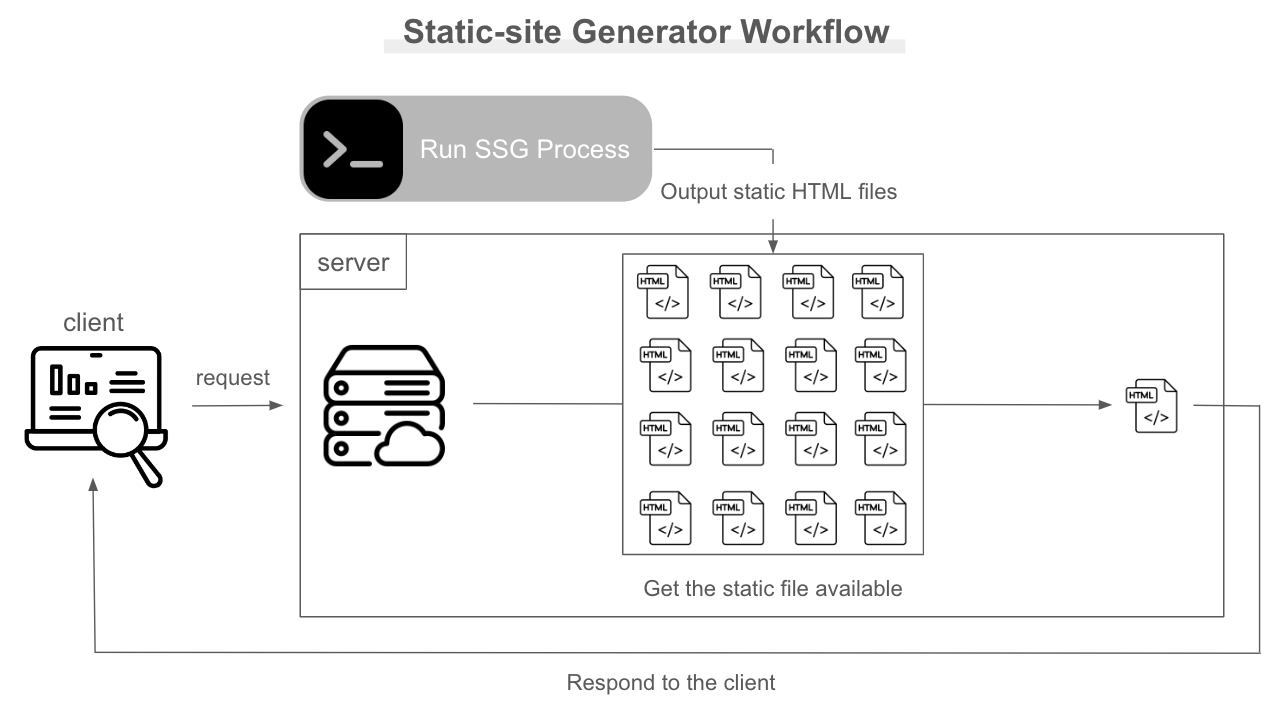 Static-site Generator Workflow
>_ Run SSG Process
Output static HTML files
server
client
request
HTML </> HTML </> HTML </> HTML </>
HTML </> HTML </> HTML </> HTML </>
HTML </> HTML </> HTML </> HTML </>
HTML </> HTML </> HTML </> HTML </>
HTML </>
Get the static file available
Respond to the client